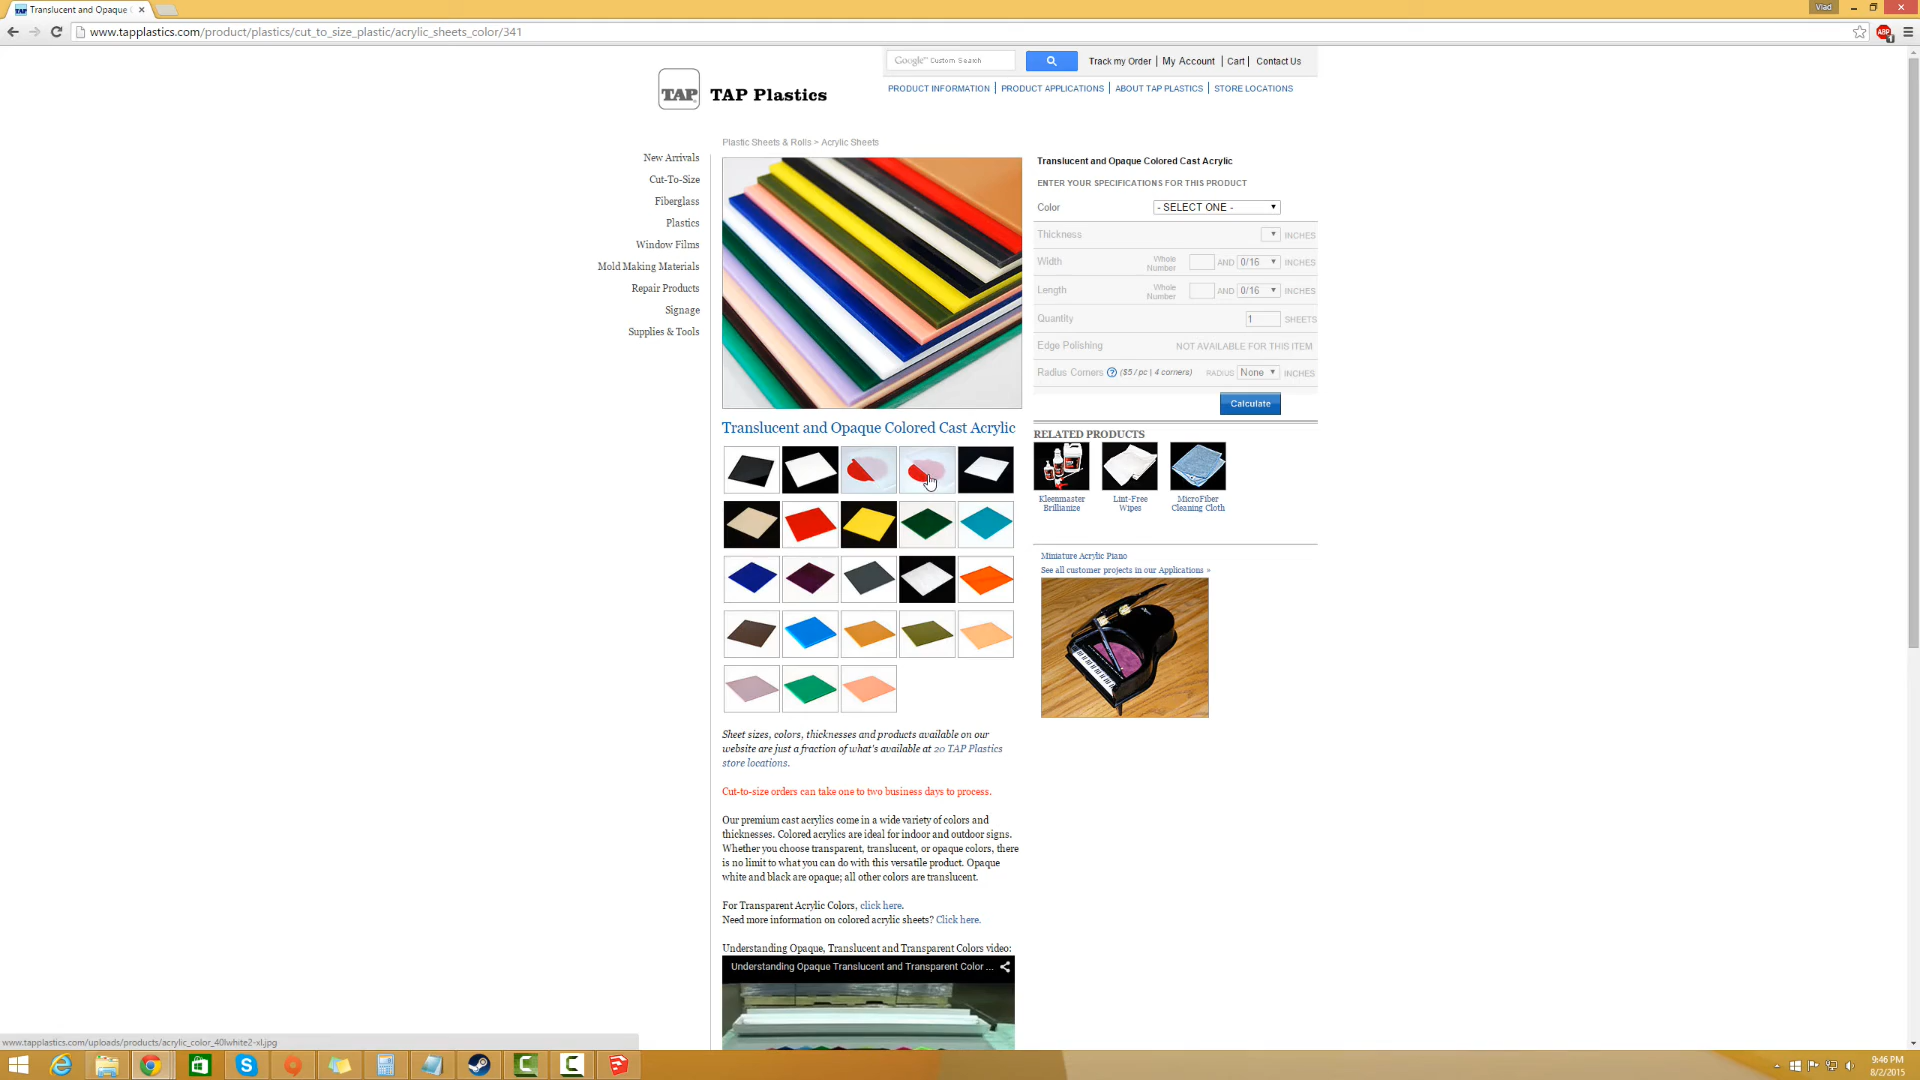 Translucent and Opaque C
Vlad
www.tapplastics.com/product/plastics/cut_to_size_plastic/acrylic_sheets_color/341
ABP
1
Google™ Custom Search
Track my Order | My Account | Cart | Contact Us
TAP
TAP Plastics
PRODUCT INFORMATION | PRODUCT APPLICATIONS | ABOUT TAP PLASTICS | STORE LOCATIONS
Plastic Sheets & Rolls > Acrylic Sheets
New Arrivals
Cut-To-Size
Fiberglass
Plastics
Window Films
Mold Making Materials
Repair Products
Signage
Supplies & Tools
Translucent and Opaque Colored Cast Acrylic
ENTER YOUR SPECIFICATIONS FOR THIS PRODUCT
Color - SELECT ONE -
Thickness INCHES
Width Whole Number AND 0/16 INCHES
Length Whole Number AND 0/16 INCHES
Quantity 1 SHEETS
Edge Polishing NOT AVAILABLE FOR THIS ITEM
Radius Corners ? ($5 / pc | 4 corners) RADIUS None INCHES
Calculate
Translucent and Opaque Colored Cast Acrylic
RELATED PRODUCTS
Kleenmaster Brillianize
Lint-Free Wipes
MicroFiber Cleaning Cloth
Miniature Acrylic Piano
See all customer projects in our Applications »
Sheet sizes, colors, thicknesses and products available on our
website are just a fraction of what's available at 20 TAP Plastics
store locations.
Cut-to-size orders can take one to two business days to process.
Our premium cast acrylics come in a wide variety of colors and
thicknesses. Colored acrylics are ideal for indoor and outdoor signs.
Whether you choose transparent, translucent, or opaque colors, there
is no limit to what you can do with this versatile product. Opaque
white and black are opaque; all other colors are translucent.
For Transparent Acrylic Colors, click here.
Need more information on colored acrylic sheets? Click here.
Understanding Opaque, Translucent and Transparent Colors video:
Understanding Opaque Translucent and Transparent Color ...
www.tapplastics.com/uploads/products/acrylic_color_40lwhite2-xl.jpg
9:46 PM
8/2/2015